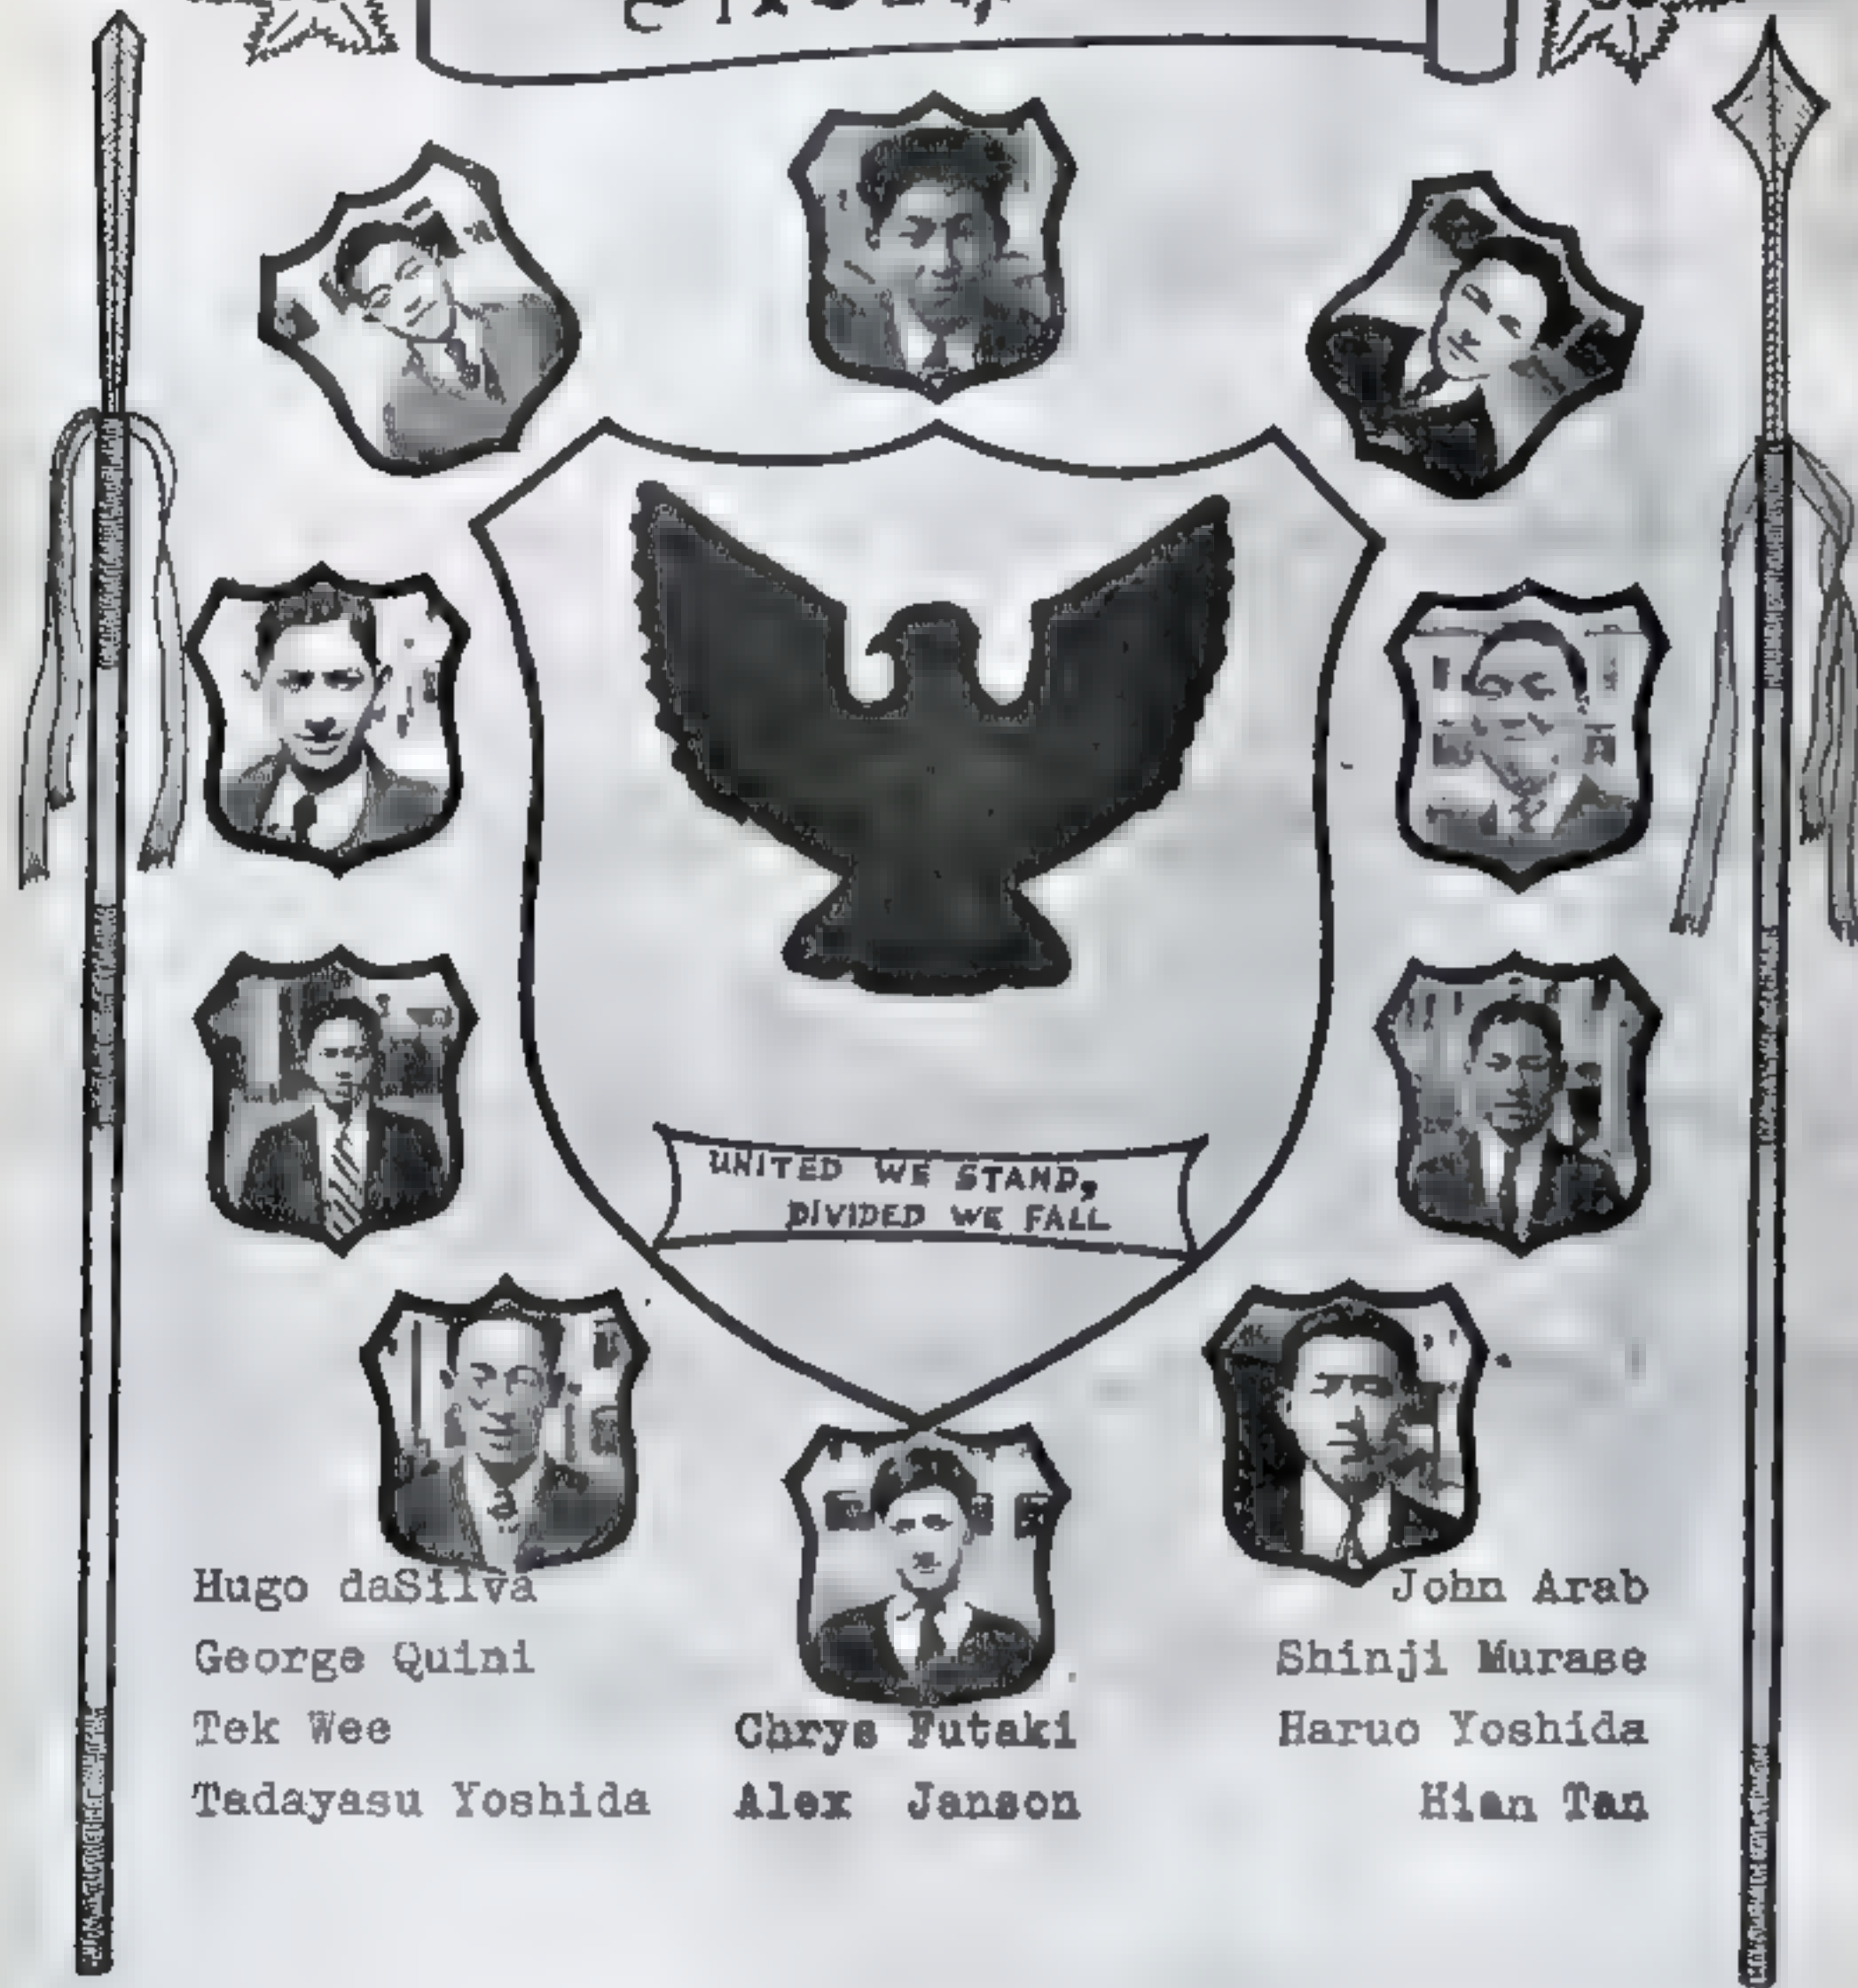 UNITED WE STAND,
DIVIDED WE FALL
Hugo daSilva
George Quini
Tek Wee
Tadayasu Yoshida
Chrys Futaki
Alex Janson
John Arab
Shinji Murase
Haruo Yoshida
Hian Tan